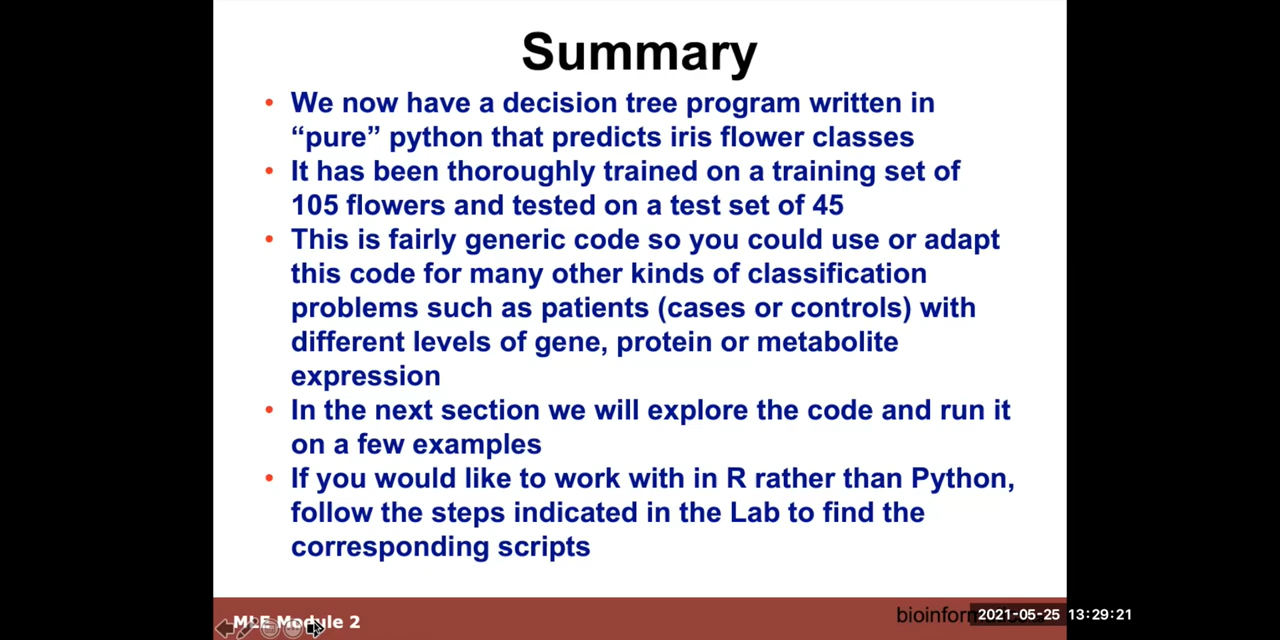 Summary
• We now have a decision tree program written in
“pure” python that predicts iris flower classes
• It has been thoroughly trained on a training set of
105 flowers and tested on a test set of 45
• This is fairly generic code so you could use or adapt
this code for many other kinds of classification
problems such as patients (cases or controls) with
different levels of gene, protein or metabolite
expression
• In the next section we will explore the code and run it
on a few examples
• If you would like to work with in R rather than Python,
follow the steps indicated in the Lab to find the
corresponding scripts
MLE Module 2
2021-05-25 13:29:21